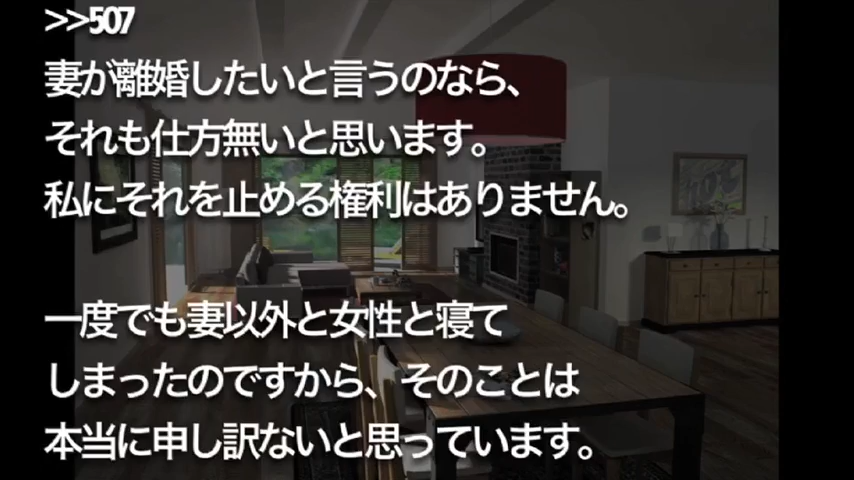 >>507
妻が離婚したいと言うのなら、
それも仕方無いと思います。
私にそれを止める権利はありません。
一度でも妻以外と女性と寝て
しまったのですから、そのことは
本当に申し訳ないと思っています。